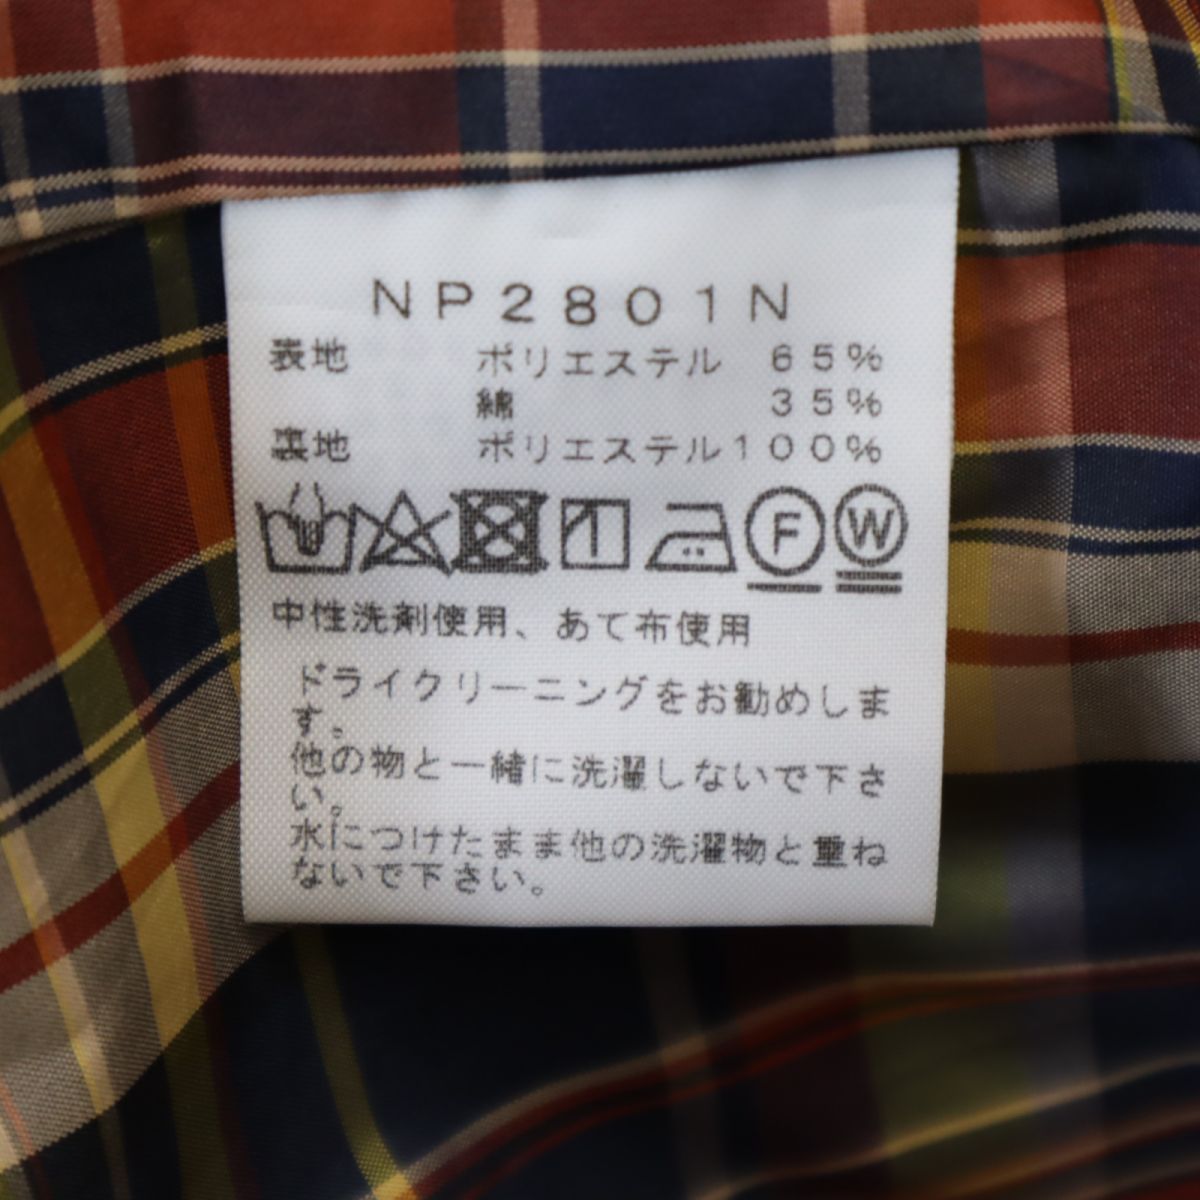 NP2801N
表地 ポリエステル 65%
綿 35%
裏地 ポリエステル100%
F W
中性洗剤使用、あて布使用
ドライクリーニングをお勧めしま
す。
他の物と一緒に洗濯しないで下さ
い。
水につけたまま他の洗濯物と重ね
ないで下さい。